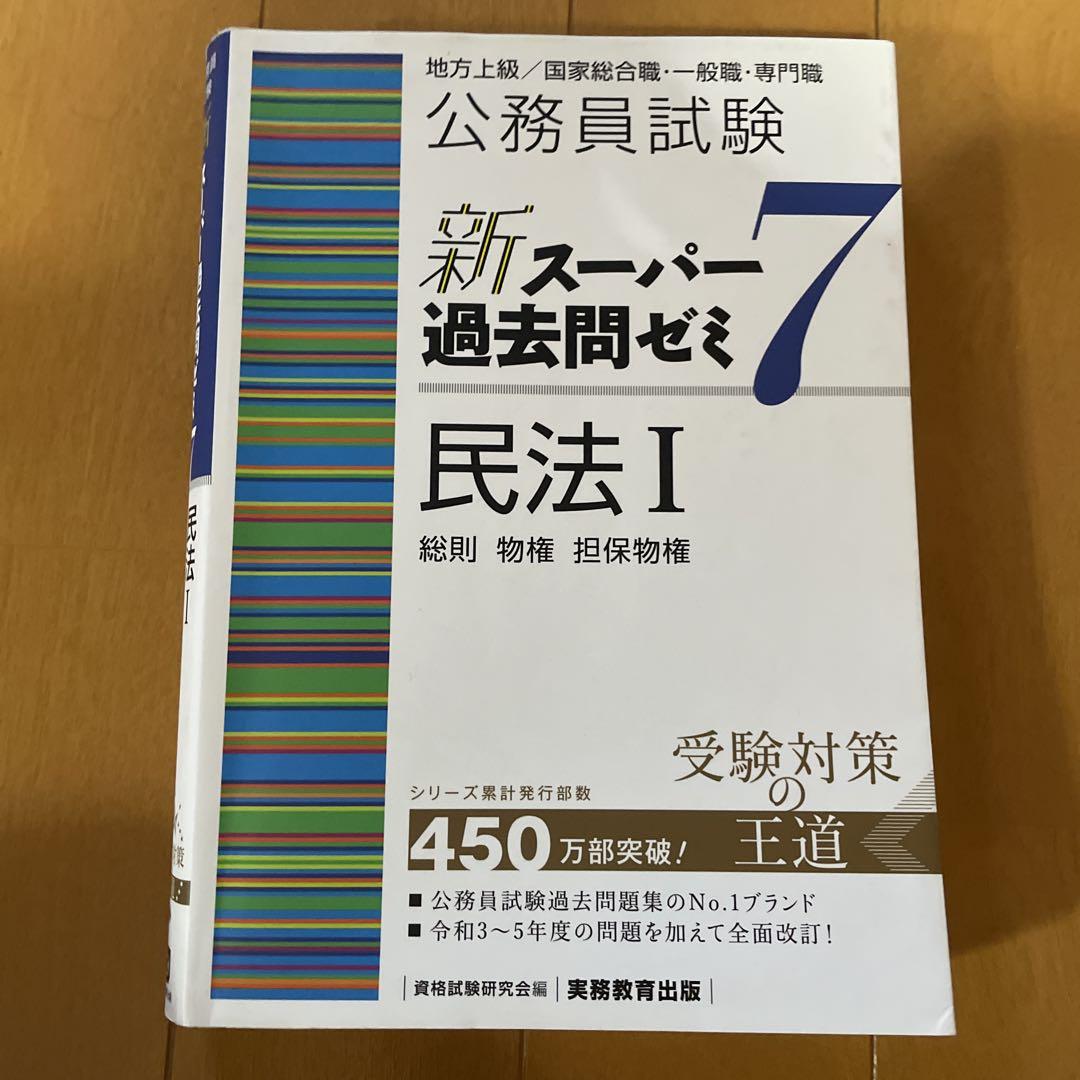 地方上級／国家総合職・一般職・専門職
公務員試験
新スーパー
過去問ゼミ7
民法I
総則 物権 担保物権
受験対策
の
王道
シリーズ累計発行部数
450万部突破!
■ 公務員試験過去問題集のNo.1ブランド
■ 令和3〜5年度の問題を加えて全面改訂!
資格試験研究会編 実務教育出版
民法I